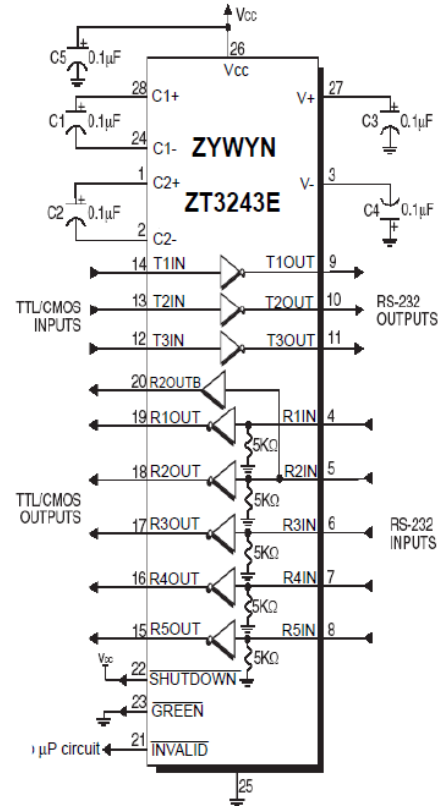 Vcc
26
Vcc
C5 + 0.1µF
28 C1+ V+ 27
C1 + 0.1µF
C3 + 0.1µF
24 C1-
ZYWYN
1 C2+ V- 3
ZT3243E
C2 + 0.1µF
C4 + 0.1µF
2 C2-
14 T1IN T1OUT 9
TTL/CMOS INPUTS
13 T2IN T2OUT 10
RS-232 OUTPUTS
12 T3IN T3OUT 11
20 R2OUTB
19 R1OUT R1IN 4
5KΩ
18 R2OUT R2IN 5
5KΩ
TTL/CMOS OUTPUTS
17 R3OUT R3IN 6
RS-232 INPUTS
5KΩ
16 R4OUT R4IN 7
5KΩ
15 R5OUT R5IN 8
5KΩ
Vcc
22 SHUTDOWN
23 GREEN
21 INVALID
µP circuit
25